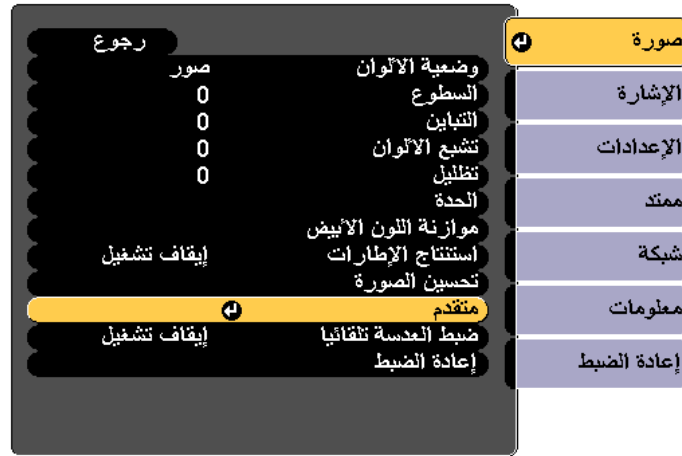 صورة
الإشارة
الإعدادات
ممتد
شبكة
معلومات
إعادة الضبط
رجوع
وضعية الألوان صور
السطوع 0
التباين 0
تشبع الألوان 0
تظليل 0
الحدة
موازنة اللون الأبيض
استنتاج الإطارات إيقاف تشغيل
تحسين الصورة
متقدم
ضبط العدسة تلقائيا إيقاف تشغيل
إعادة الضبط